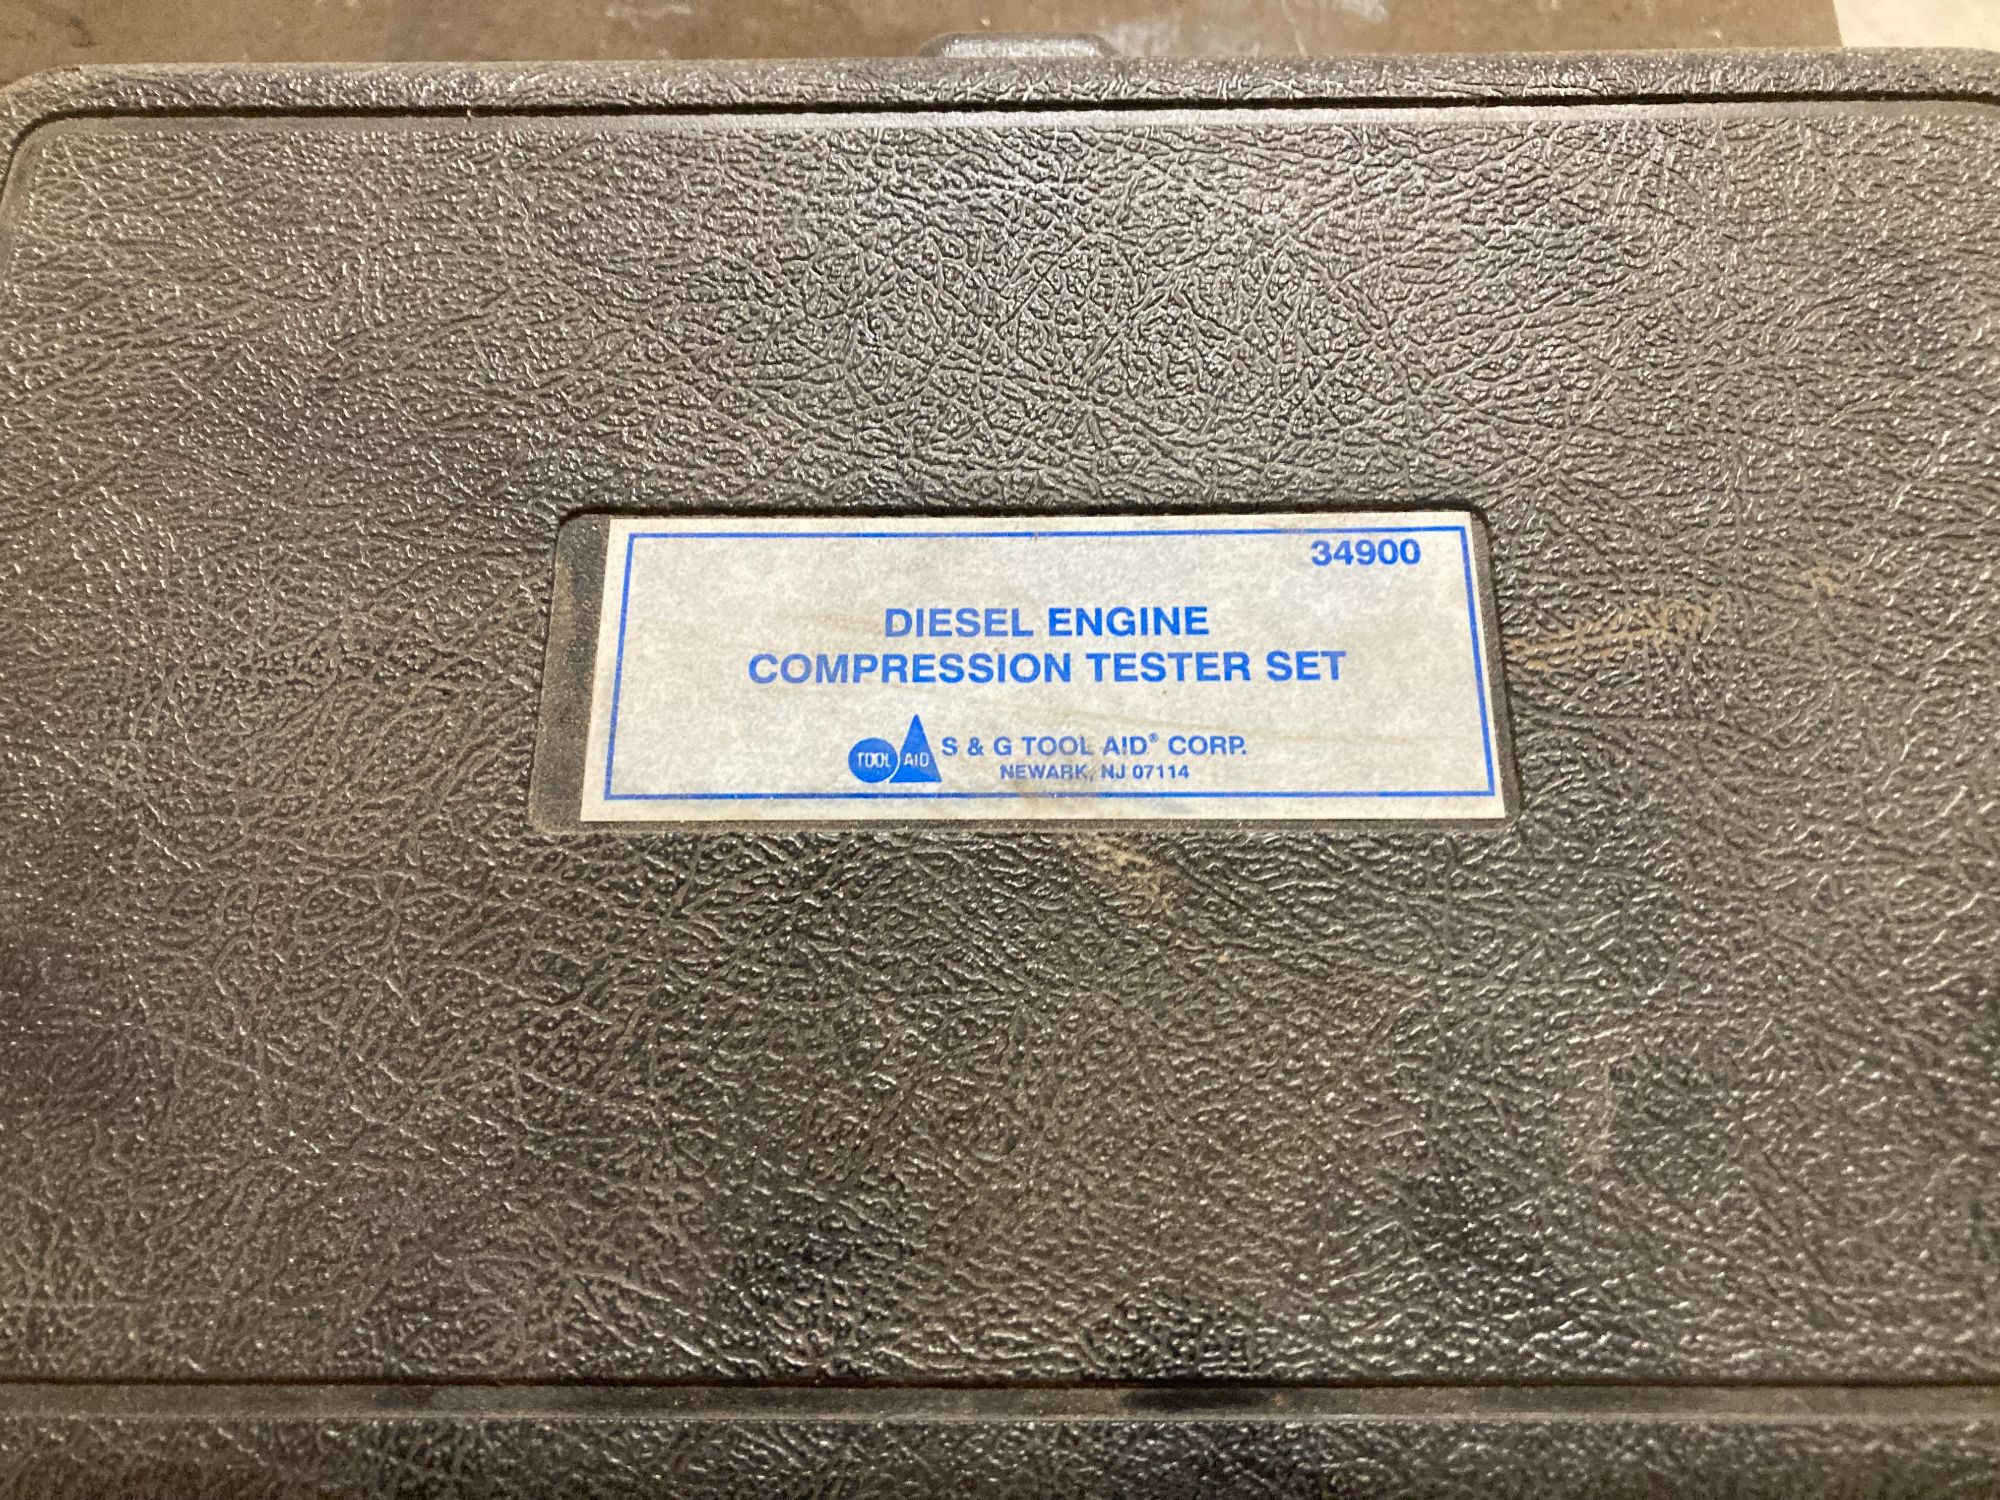 34900
DIESEL ENGINE
COMPRESSION TESTER SET
TOOL AID S & G TOOL AID® CORP.
NEWARK, NJ 07114